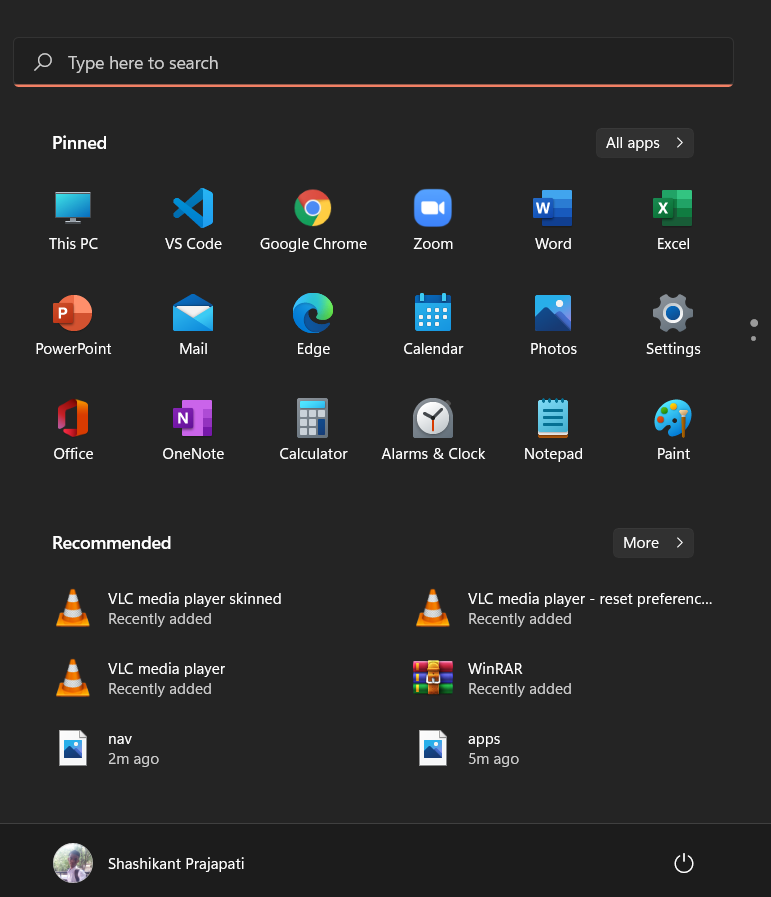 Type here to search
Pinned
All apps
This PC
VS Code
Google Chrome
Zoom
Word
Excel
PowerPoint
Mail
Edge
Calendar
Photos
Settings
Office
OneNote
Calculator
Alarms & Clock
Notepad
Paint
Recommended
More
VLC media player skinned
Recently added
VLC media player - reset preferenc...
Recently added
VLC media player
Recently added
WinRAR
Recently added
nav
2m ago
apps
5m ago
Shashikant Prajapati